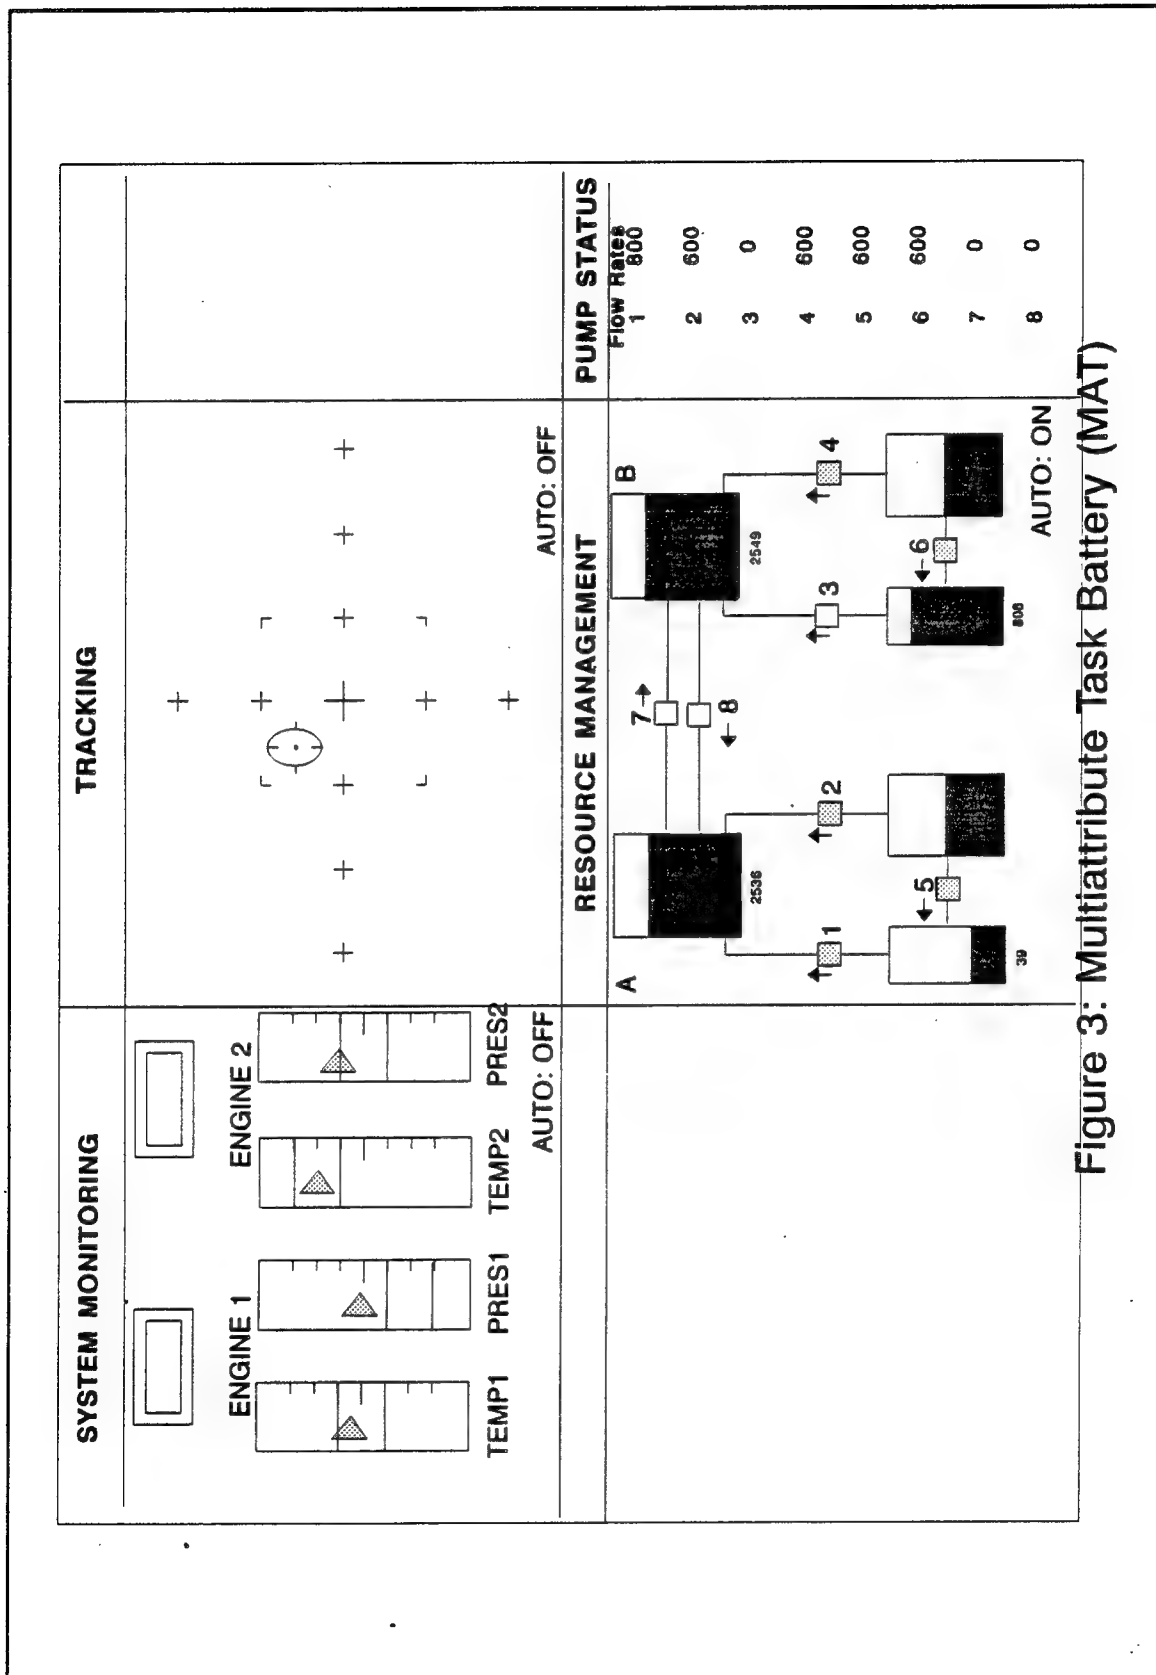 SYSTEM MONITORING
ENGINE 1
ENGINE 2
TEMP1
PRES1
TEMP2
PRES2
AUTO: OFF
TRACKING
AUTO: OFF
RESOURCE MANAGEMENT
A
B
7
8
2536
2549
1
2
3
4
5
6
39
AUTO: ON
PUMP STATUS
Flow Rates
1 800
2 600
3 0
4 600
5 600
6 600
7 0
8 0
Figure 3: Multiattribute Task Battery (MAT)